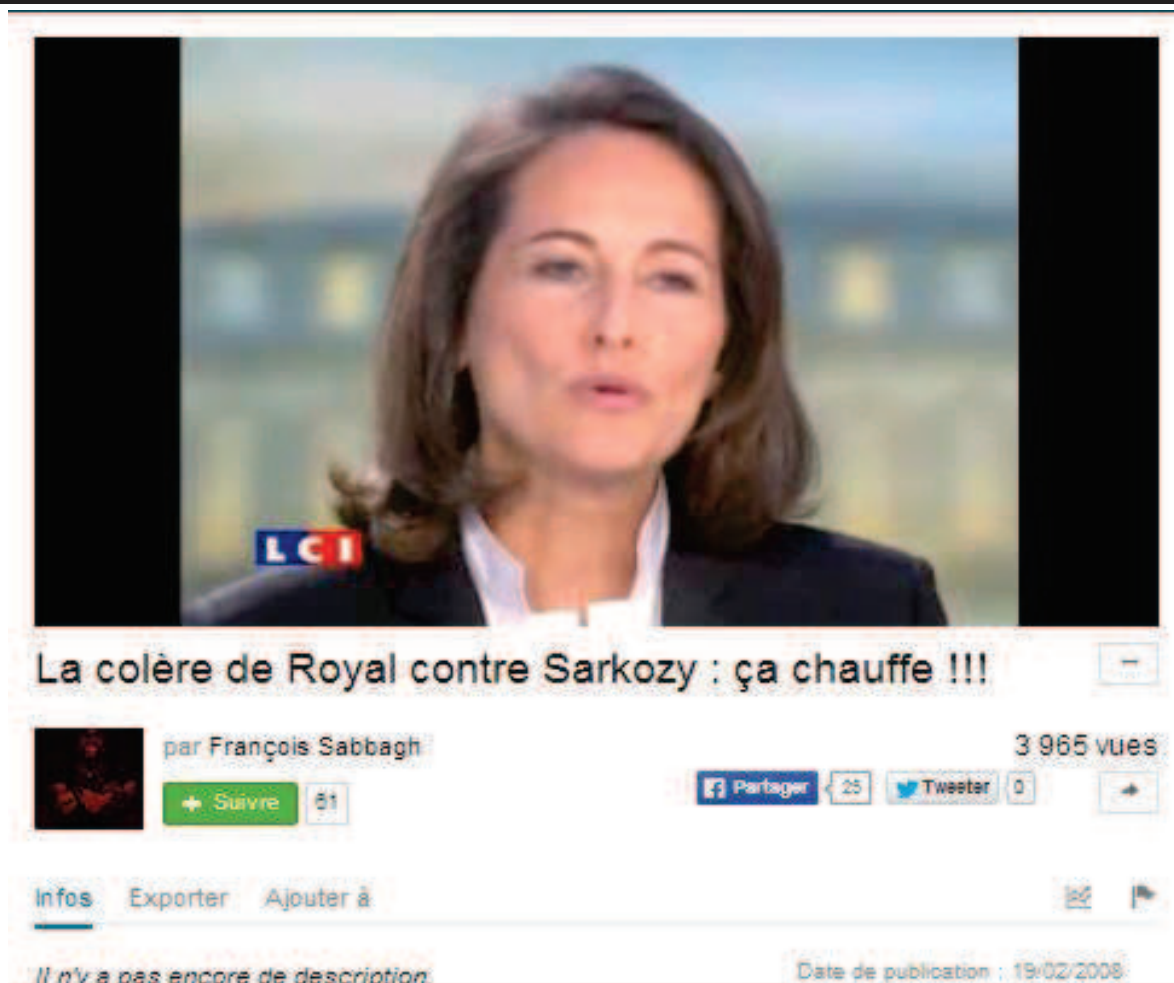 LCI
La colère de Royal contre Sarkozy : ça chauffe !!!
par François Sabbagh
3 965 vues
+ Suivre 61
Partager 25 Tweeter 0
Infos Exporter Ajouter à
Il n'y a pas encore de description.
Date de publication : 19/02/2008